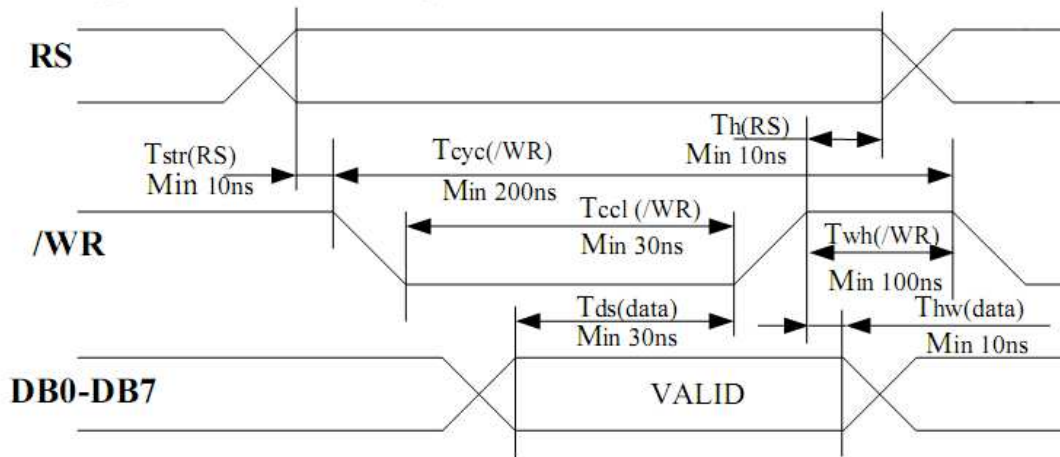 RS
Tstr(RS)
Min 10ns
Tcyc(/WR)
Min 200ns
Th(RS)
Min 10ns
/WR
Tccl (/WR)
Min 30ns
Twh(/WR)
Min 100ns
Tds(data)
Min 30ns
Thw(data)
Min 10ns
DB0-DB7
VALID